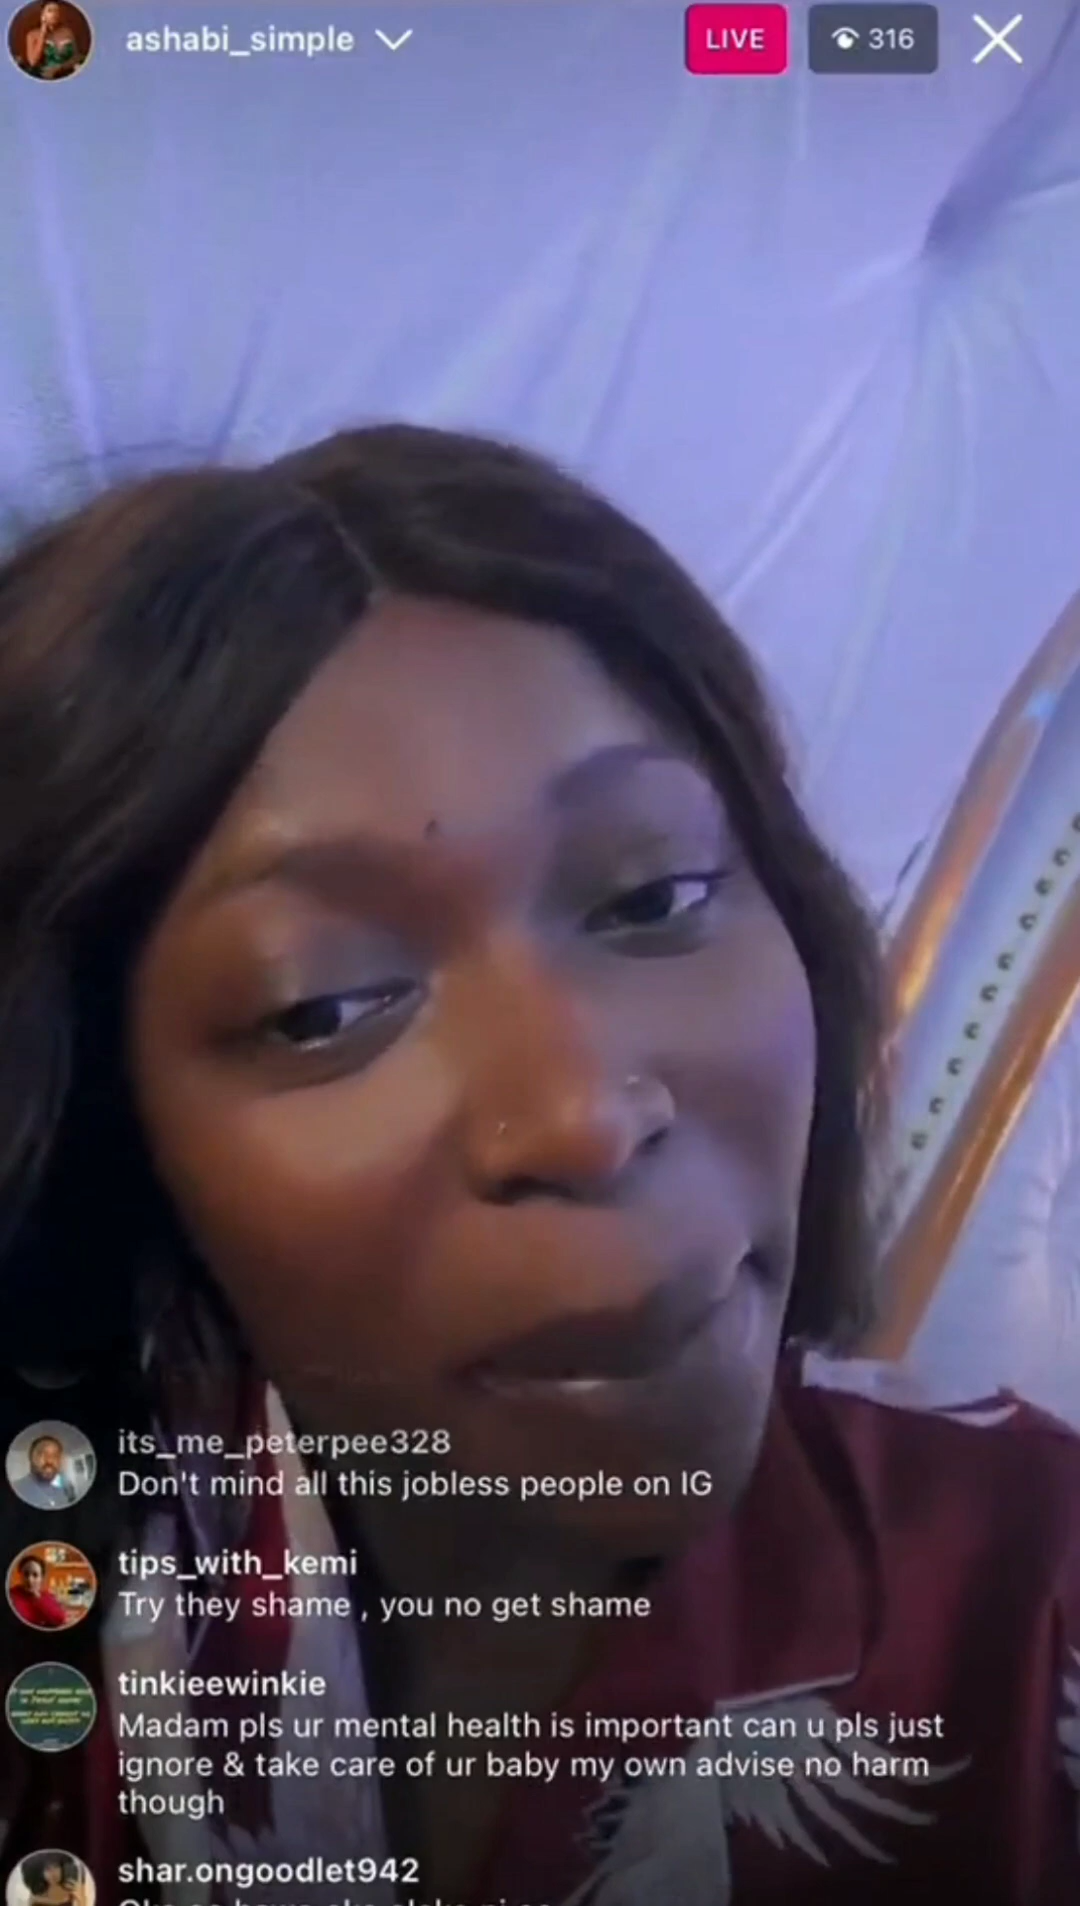 ashabi_simple
LIVE
316
its_me_peterpee328
Don't mind all this jobless people on IG
tips_with_kemi
Try they shame , you no get shame
tinkieewinkie
Madam pls ur mental health is important can u pls just
ignore & take care of ur baby my own advise no harm
though
shar.ongoodlet942